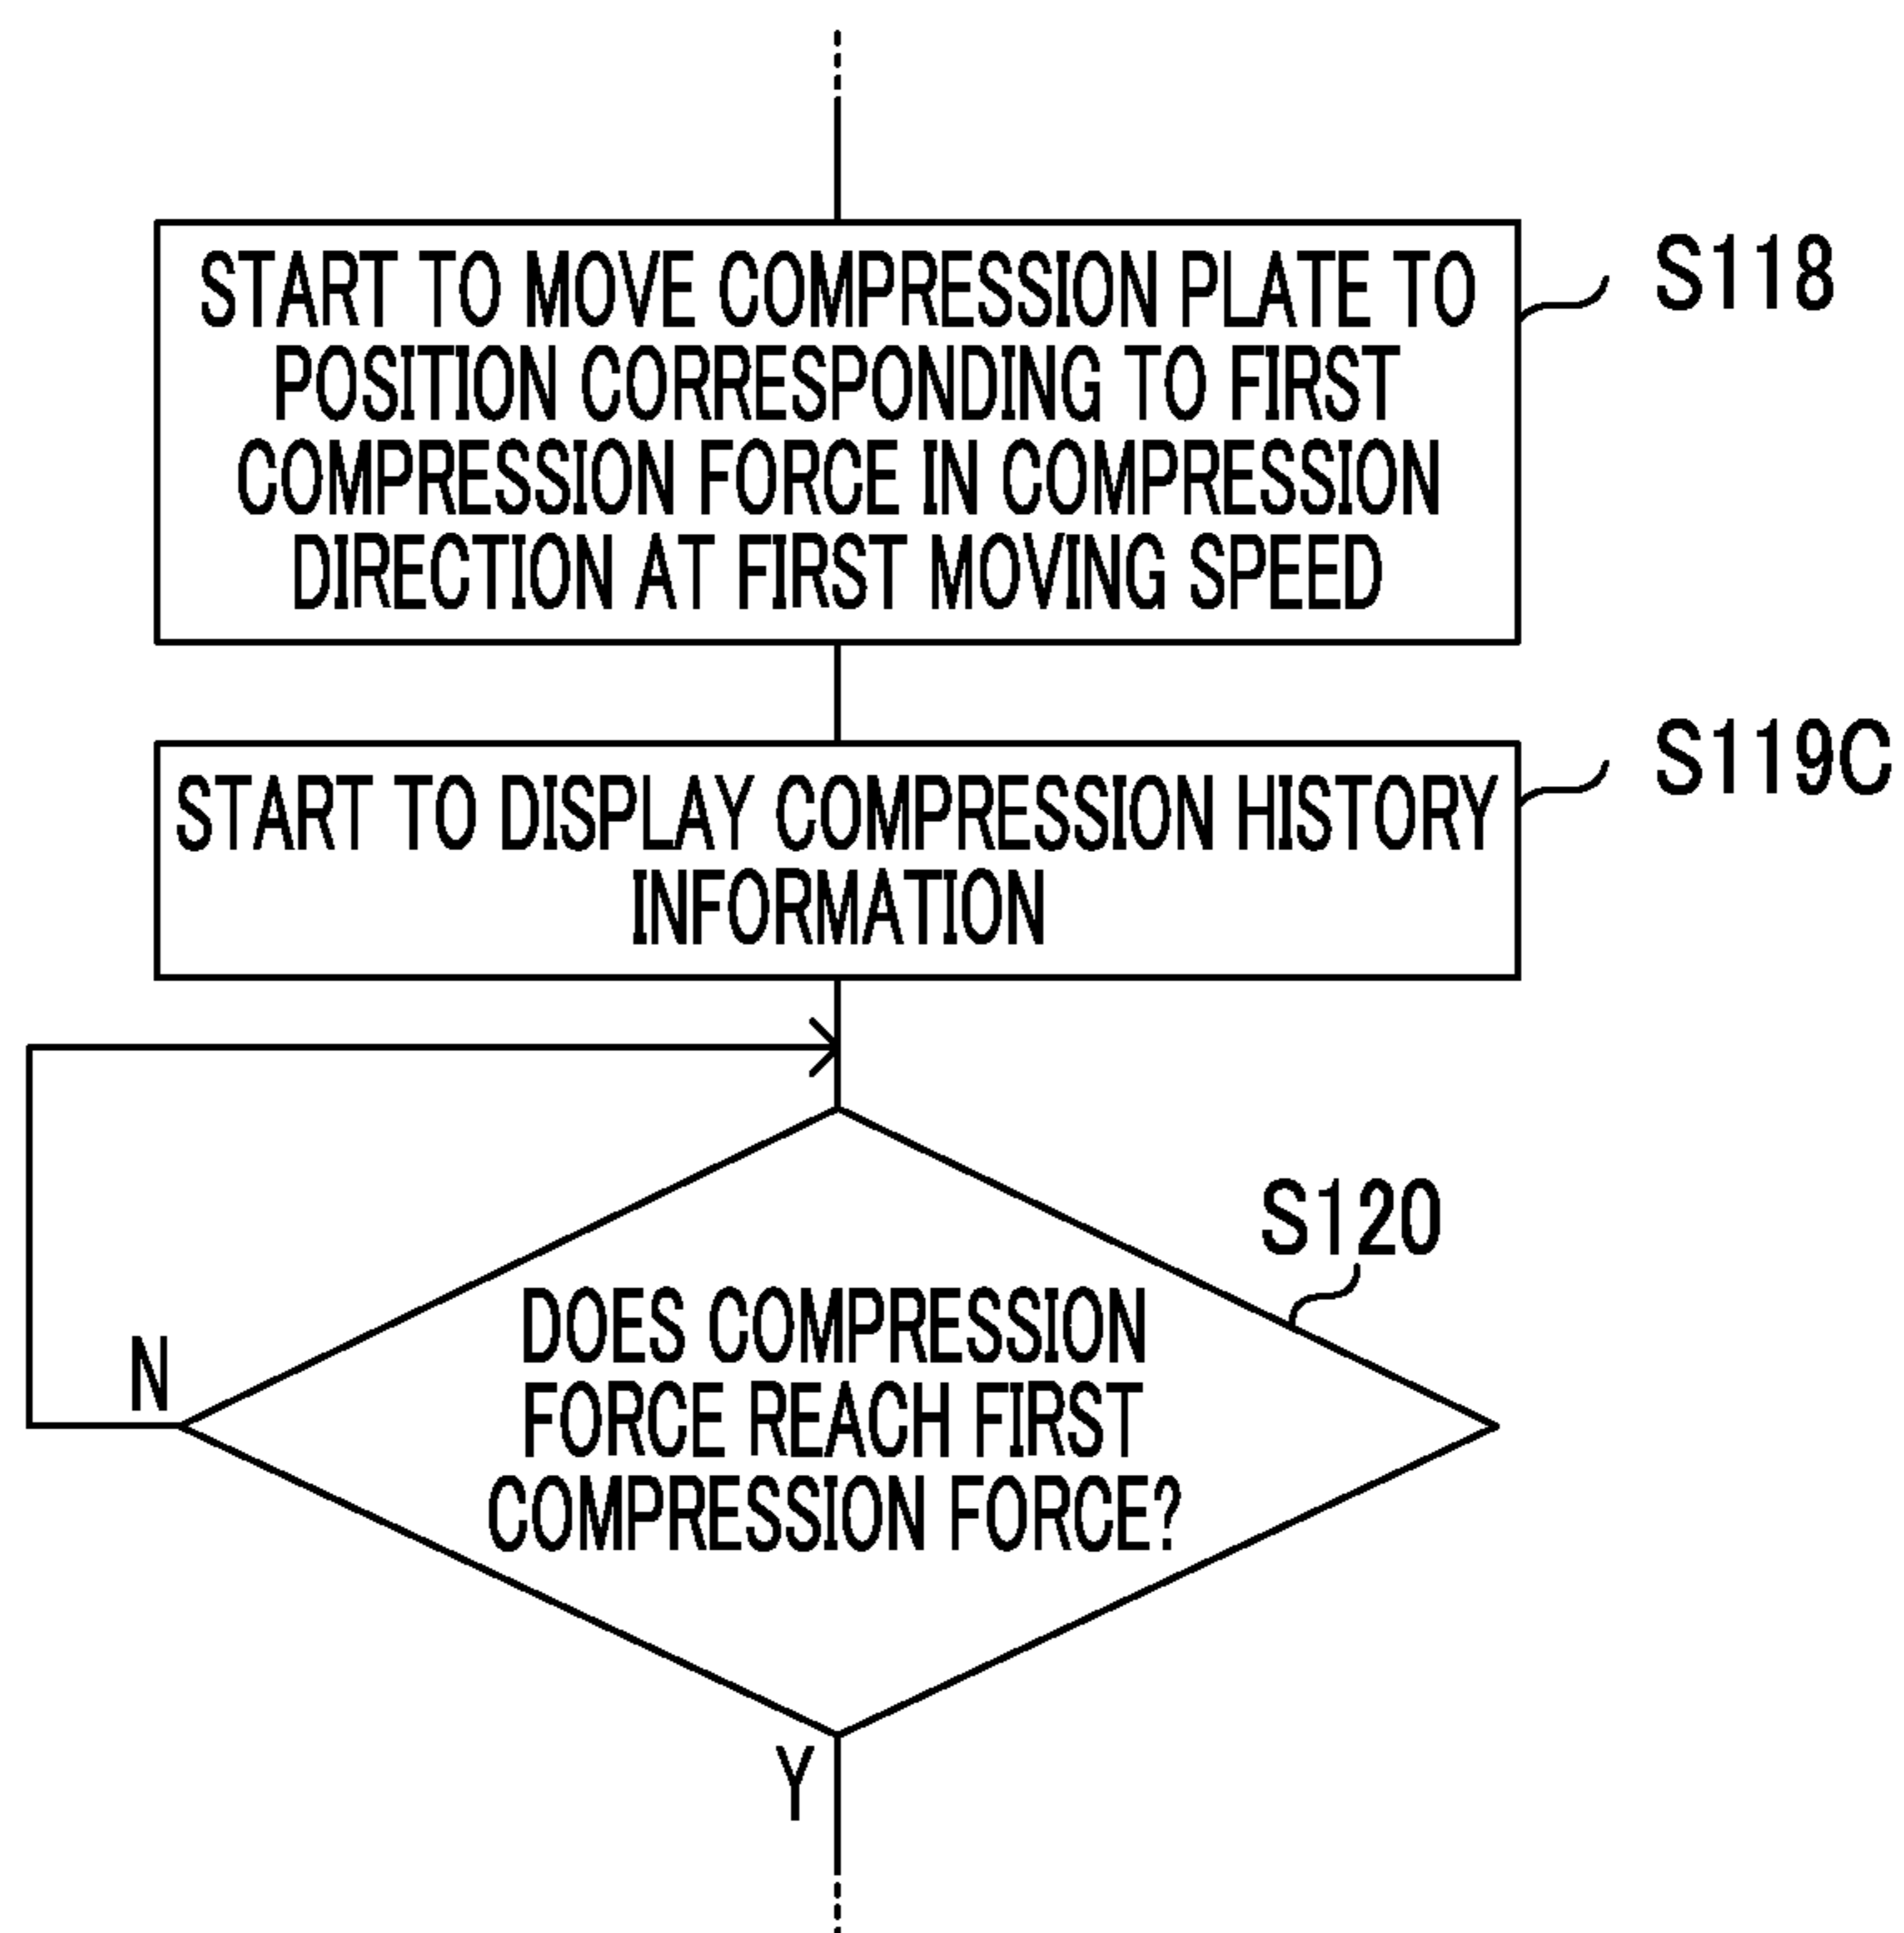 START TO MOVE COMPRESSION PLATE TO
POSITION CORRESPONDING TO FIRST
COMPRESSION FORCE IN COMPRESSION
DIRECTION AT FIRST MOVING SPEED
S118
START TO DISPLAY COMPRESSION HISTORY
INFORMATION
S119C
S120
DOES COMPRESSION
FORCE REACH FIRST
COMPRESSION FORCE?
N
Y